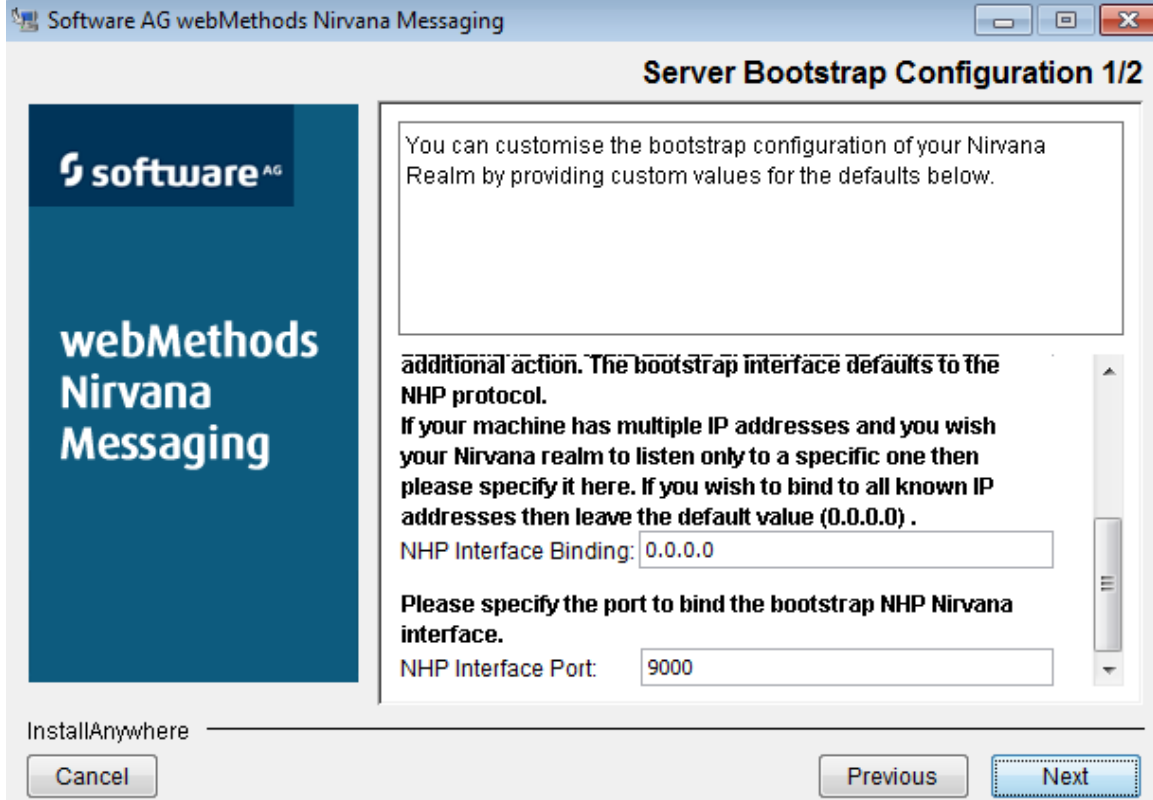 Software AG webMethods Nirvana Messaging
Server Bootstrap Configuration 1/2
software AG
webMethods
Nirvana
Messaging
You can customise the bootstrap configuration of your Nirvana
Realm by providing custom values for the defaults below.
additional action. The bootstrap interface defaults to the
NHP protocol.
If your machine has multiple IP addresses and you wish
your Nirvana realm to listen only to a specific one then
please specify it here. If you wish to bind to all known IP
addresses then leave the default value (0.0.0.0) .
NHP Interface Binding: 0.0.0.0
Please specify the port to bind the bootstrap NHP Nirvana
interface.
NHP Interface Port: 9000
InstallAnywhere
Cancel Previous Next